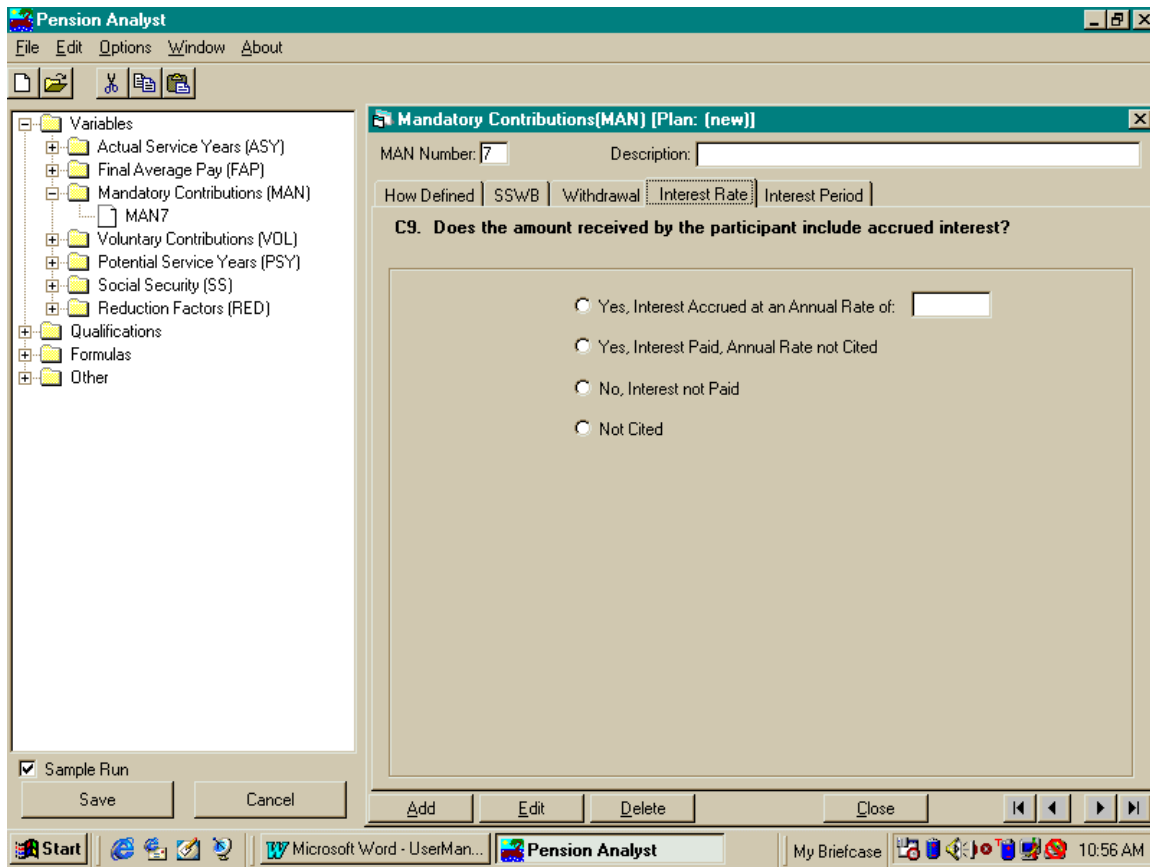 Pension Analyst
File Edit Options Window About
Variables
Actual Service Years (ASY)
Final Average Pay (FAP)
Mandatory Contributions (MAN)
MAN7
Voluntary Contributions (VOL)
Potential Service Years (PSY)
Social Security (SS)
Reduction Factors (RED)
Qualifications
Formulas
Other
Sample Run
Save Cancel
Mandatory Contributions(MAN) [Plan: (new)]
MAN Number: 7 Description:
How Defined SSWB Withdrawal Interest Rate Interest Period
C9. Does the amount received by the participant include accrued interest?
Yes, Interest Accrued at an Annual Rate of:
Yes, Interest Paid, Annual Rate not Cited
No, Interest not Paid
Not Cited
Add Edit Delete Close
Start Microsoft Word - UserMan... Pension Analyst My Briefcase 10:56 AM